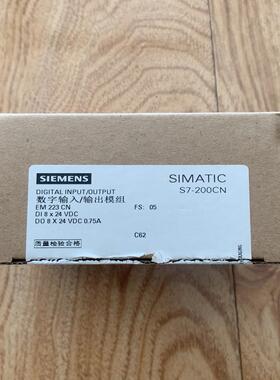 SIEMENS
SIMATIC
S7-200CN
DIGITAL INPUT/OUTPUT
数字输入/输出模组
EM 223 CN FS: 05
DI 8 x 24 VDC
DO 8 X 24 VDC 0.75A
C62
质量检验合格